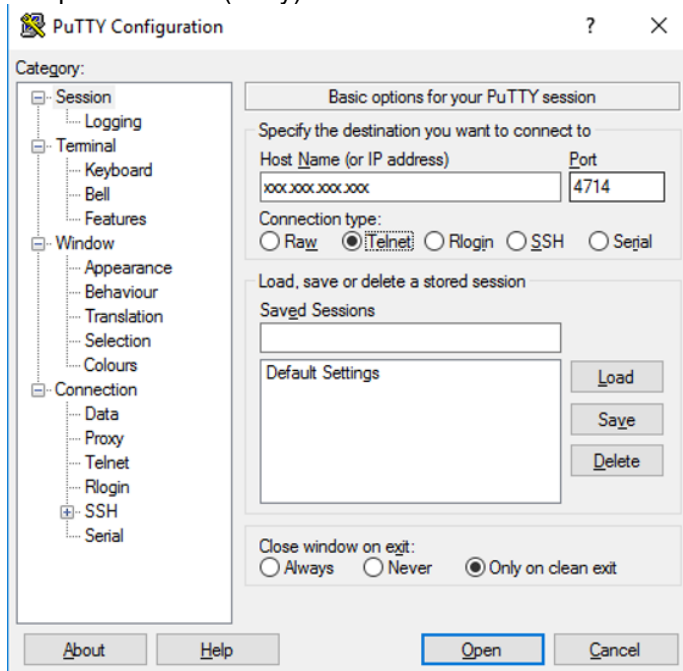 PuTTY Configuration ? ×
Category:
Session
Logging
Terminal
Keyboard
Bell
Features
Window
Appearance
Behaviour
Translation
Selection
Colours
Connection
Data
Proxy
Telnet
Rlogin
SSH
Serial
Basic options for your PuTTY session
Specify the destination you want to connect to
Host Name (or IP address) Port
xxx.xxx.xxx.xxx 4714
Connection type:
Raw Telnet Rlogin SSH Serial
Load, save or delete a stored session
Saved Sessions
Default Settings
Load
Save
Delete
Close window on exit:
Always Never Only on clean exit
About Help Open Cancel